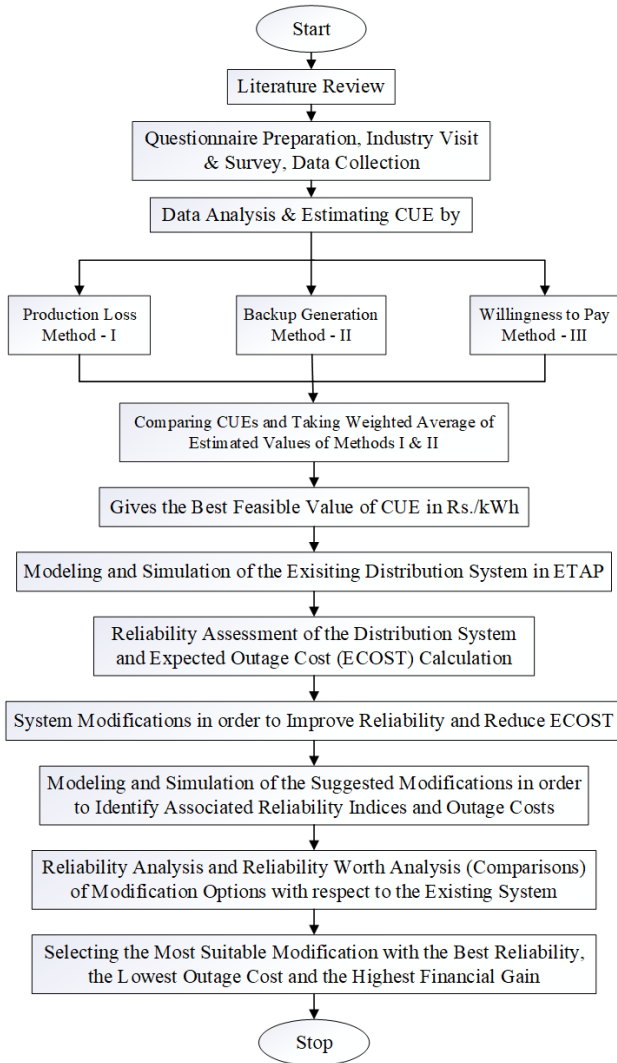 Start
Literature Review
Questionnaire Preparation, Industry Visit
& Survey, Data Collection
Data Analysis & Estimating CUE by
Production Loss
Method - I
Backup Generation
Method - II
Willingness to Pay
Method - III
Comparing CUEs and Taking Weighted Average of
Estimated Values of Methods I & II
Gives the Best Feasible Value of CUE in Rs./kWh
Modeling and Simulation of the Exisiting Distribution System in ETAP
Reliability Assessment of the Distribution System
and Expected Outage Cost (ECOST) Calculation
System Modifications in order to Improve Reliability and Reduce ECOST
Modeling and Simulation of the Suggested Modifications in order
to Identify Associated Reliability Indices and Outage Costs
Reliability Analysis and Reliability Worth Analysis (Comparisons)
of Modification Options with respect to the Existing System
Selecting the Most Suitable Modification with the Best Reliability,
the Lowest Outage Cost and the Highest Financial Gain
Stop